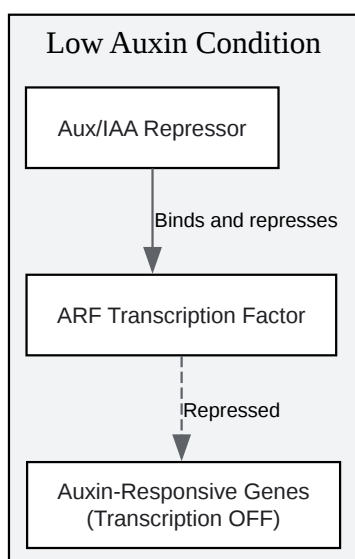 Low Auxin Condition
Aux/IAA Repressor
Binds and represses
ARF Transcription Factor
Repressed
Auxin-Responsive Genes
(Transcription OFF)